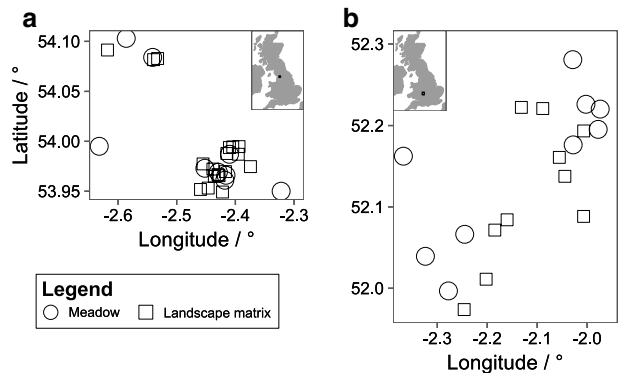 a
54.10
54.05
54.00
53.95
Latitude / °
-2.6 -2.5 -2.4 -2.3
Longitude / °
Legend
Meadow Landscape matrix
b
52.3
52.2
52.1
52.0
-2.3 -2.2 -2.1 -2.0
Longitude / °